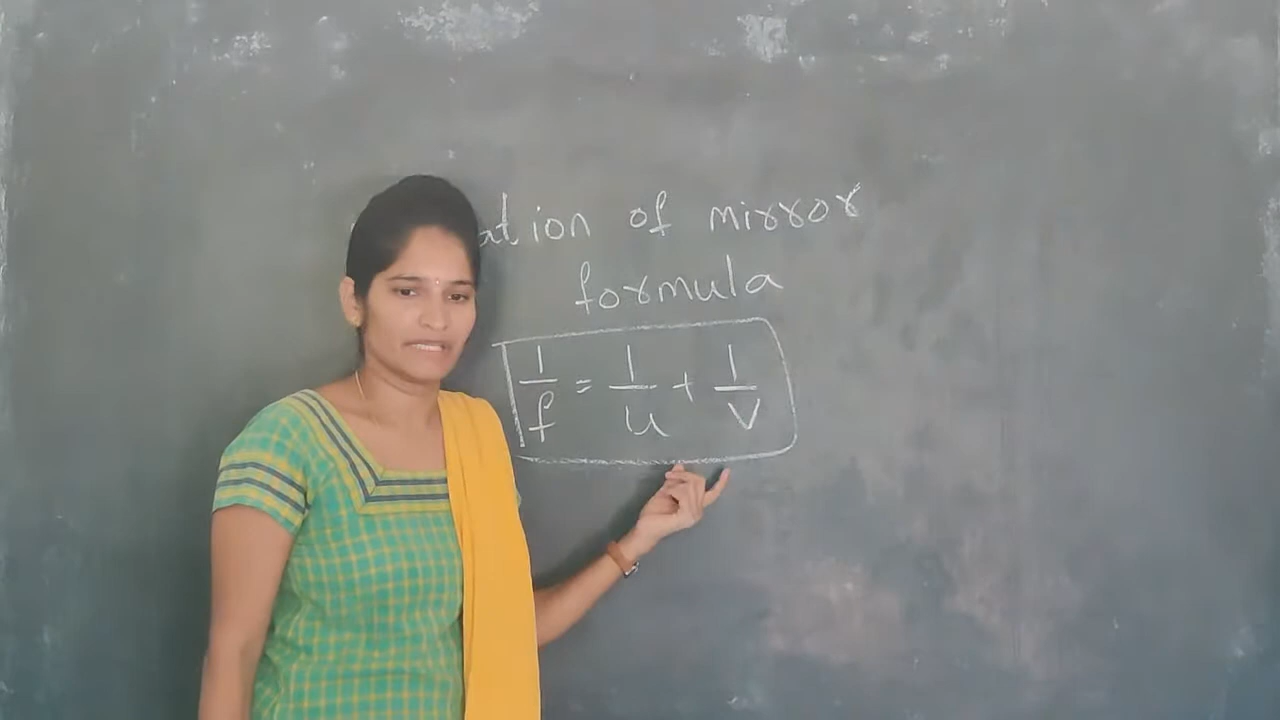 ation of mirror
formula
1/f = 1/u + 1/v